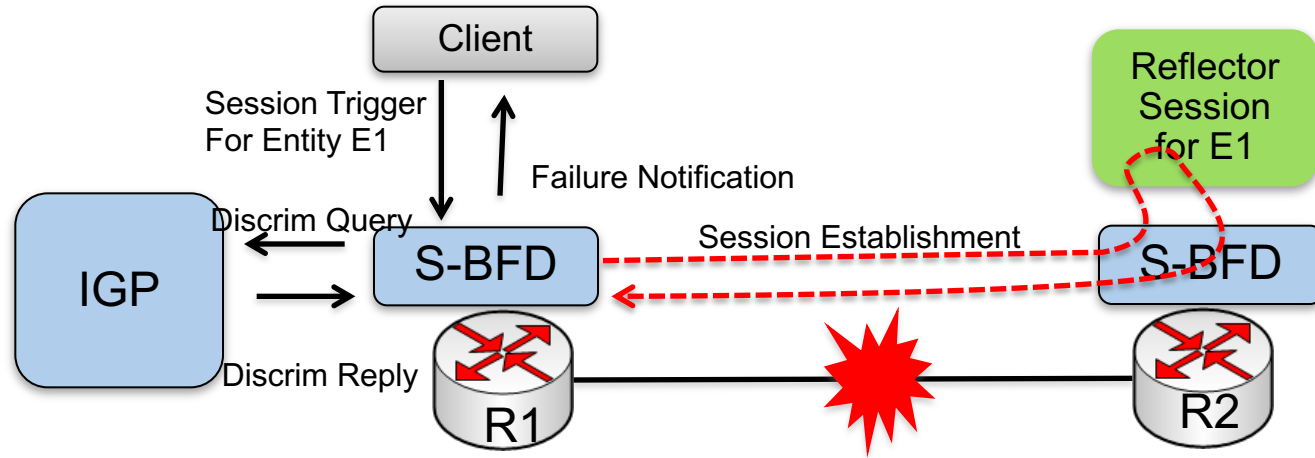 Client
Reflector
Session
for E1
Session Trigger
For Entity E1
Failure Notification
Discrim Query
Session Establishment
IGP
S-BFD
S-BFD
Discrim Reply
R1
R2